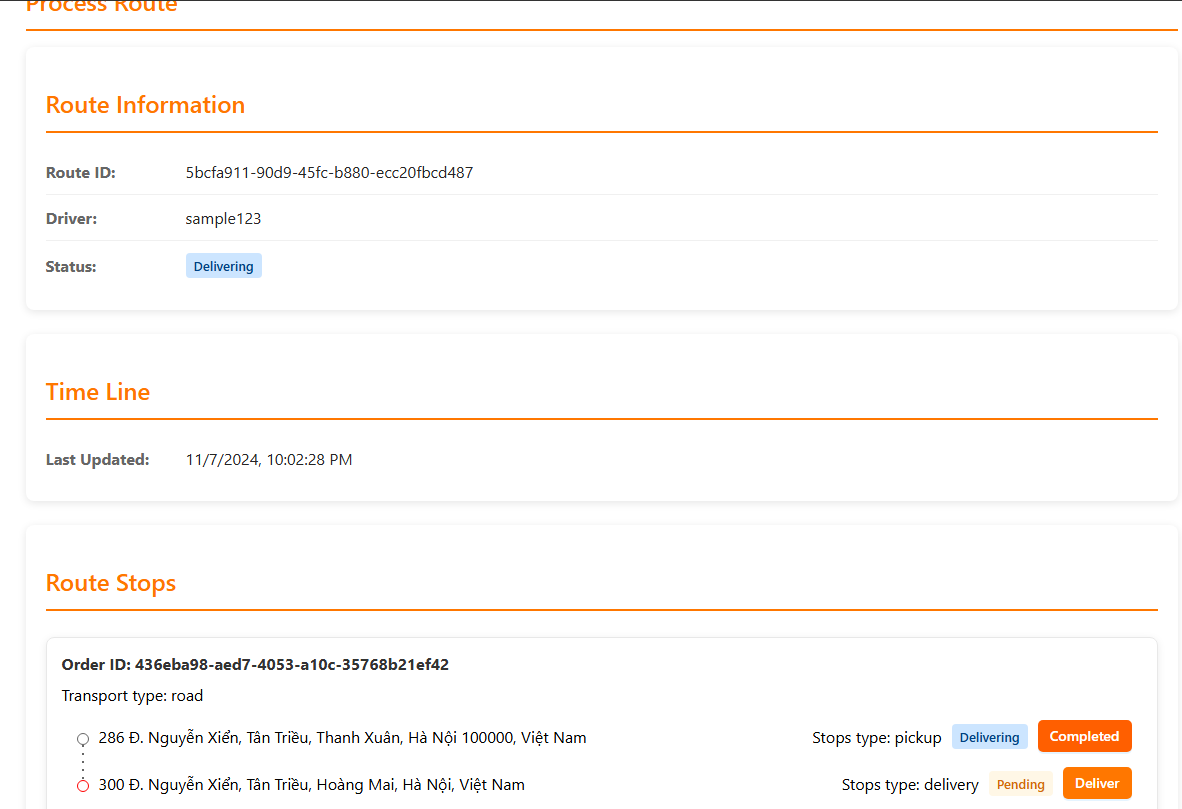 Process Route
Route Information
Route ID: 5bcfa911-90d9-45fc-b880-ecc20fbcd487
Driver: sample123
Status: Delivering
Time Line
Last Updated: 11/7/2024, 10:02:28 PM
Route Stops
Order ID: 436eba98-aed7-4053-a10c-35768b21ef42
Transport type: road
286 Đ. Nguyễn Xiển, Tân Triều, Thanh Xuân, Hà Nội 100000, Việt Nam Stops type: pickup Delivering Completed
300 Đ. Nguyễn Xiển, Tân Triều, Hoàng Mai, Hà Nội, Việt Nam Stops type: delivery Pending Deliver